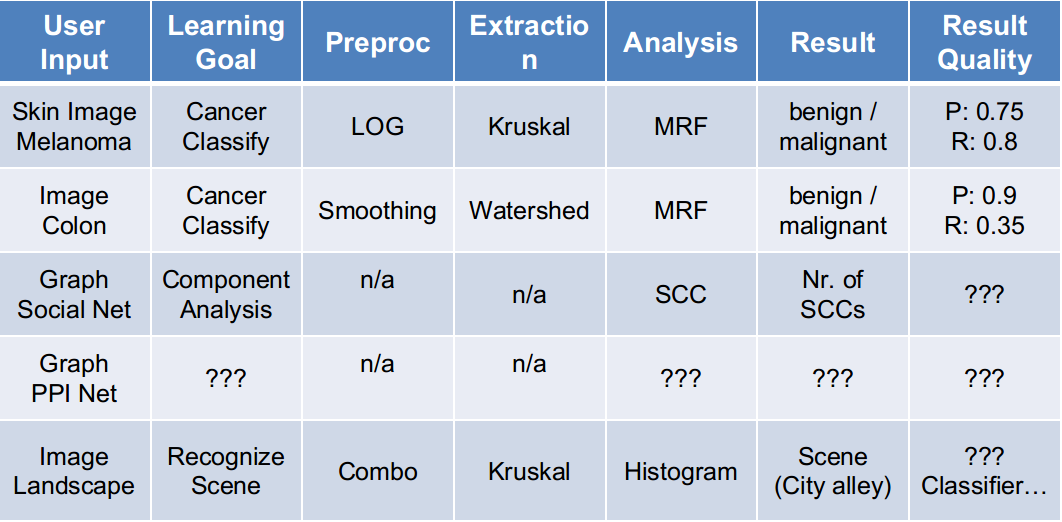 User Input Learning Goal Preproc Extractio n Analysis Result Result Quality
Skin Image Melanoma Cancer Classify LOG Kruskal MRF benign / malignant P: 0.75 R: 0.8
Image Colon Cancer Classify Smoothing Watershed MRF benign / malignant P: 0.9 R: 0.35
Graph Social Net Component Analysis n/a n/a SCC Nr. of SCCs ???
Graph PPI Net ??? n/a n/a ??? ??? ???
Image Landscape Recognize Scene Combo Kruskal Histogram Scene (City alley) ??? Classifier…